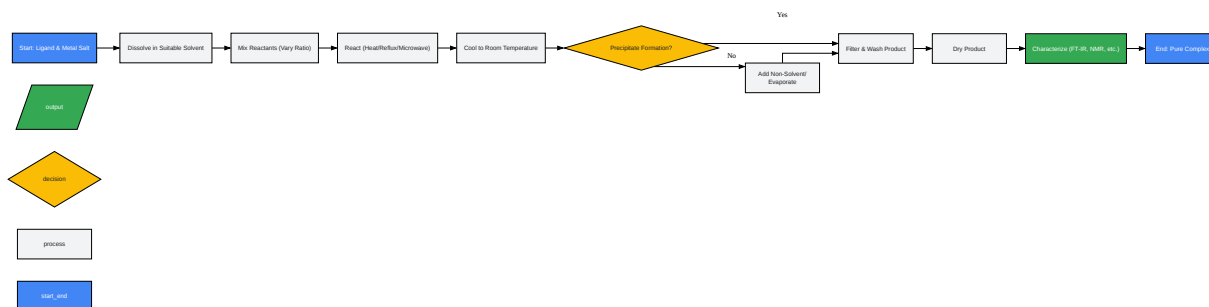 Yes
Start: Ligand & Metal Salt
Dissolve in Suitable Solvent
Mix Reactants (Vary Ratio)
React (Heat/Reflux/Microwave)
Cool to Room Temperature
Precipitate Formation?
No
Add Non-Solvent/
Evaporate
Filter & Wash Product
Dry Product
Characterize (FT-IR, NMR, etc.)
End: Pure Complex
output
decision
process
start_end